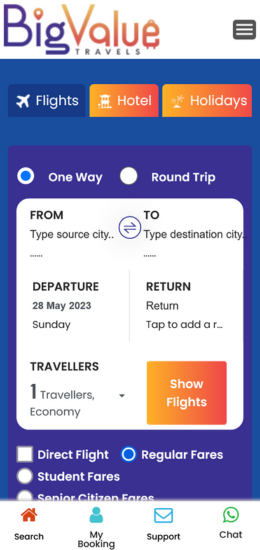 BigValue
TRAVELS
Flights Hotel Holidays
One Way Round Trip
FROM TO
Type source city.. Type destination city..
...... ......
DEPARTURE RETURN
28 May 2023 Return
Sunday Tap to add a r...
TRAVELLERS
1 Travellers,
Economy
Show
Flights
Direct Flight Regular Fares
Student Fares
Senior Citizen Fares
Search My Booking Support Chat